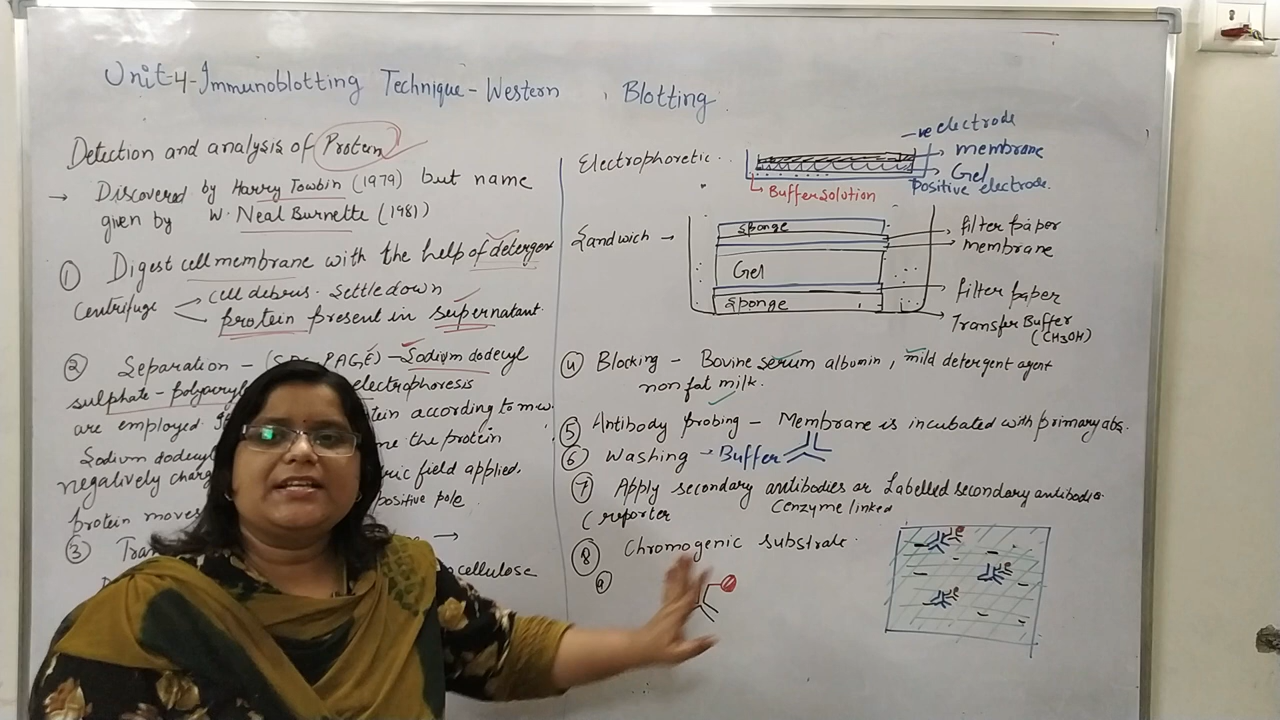 Unit-4-Immunoblotting Technique-Western Blotting
Detection and analysis of Protein
→ Discovered by Harry Towbin (1979) but name
given by W. Neal Burnette (1981)
① Digest cell membrane with the help of detergen
Centrifuge → cell debris. settle down
→ protein present in supernatant.
② Separation - PAGE) - Sodium dodecyl
sulphate - polyacryl electrophoresis
are employed. according to m.w.
Sodium dodecyl the protein
negatively charg field applied.
protein moves positive pole.
③ →
cellulose
Electrophoretic..
-ve electrode
membrane
Gel
Positive electrode.
Buffer solution
Sandwich →
Sponge
filter paper
membrane
Gel
filter paper
Sponge
Transfer Buffer
(CH3OH)
④ Blocking - Bovine serum albumin, mild detergent agent
non fat milk.
⑤ Antibody probing - Membrane is incubated with primary abs.
⑥ Washing - Buffer
⑦ Apply secondary antibodies or Labelled secondary antibodies
(reporter (enzyme linked
⑧ Chromogenic substrate.
ⓐ
e
e
e